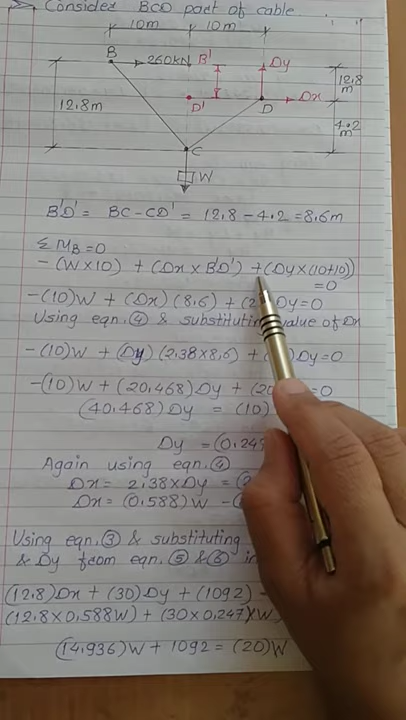 Consider BCD part of cable.
10m 10m
B 260kN B' Dy
12.8m
12.8m D' D Dx
4.2m
C
W
B'D' = BC - CD' = 12.8 - 4.2 = 8.6m
Σ MB = 0
-(W×10) + (Dx × B'D') + (Dy×(10+10)) = 0
-(10)W + (Dx) (8.6) + (2 Dy = 0
Using eqn. ④ & substituting value of Dx
-(10)W + (Dy) (2.38×8.6) + ( )Dy = 0
-(10)W + (20.468)Dy + (20 = 0
(40.468) Dy = (10)
Dy = (0.247
Again using eqn. ④
Dx = 2.38 × Dy = (2
Dx = (0.588)W - (
Using eqn. ③ & substituting
& Dy from eqn. ⑤ & ⑥ in
(12.8)Dx + (30)Dy + (1092) -
(12.8×0.588W) + (30×0.247)(W)
(14.936)W + 1092 = (20)W